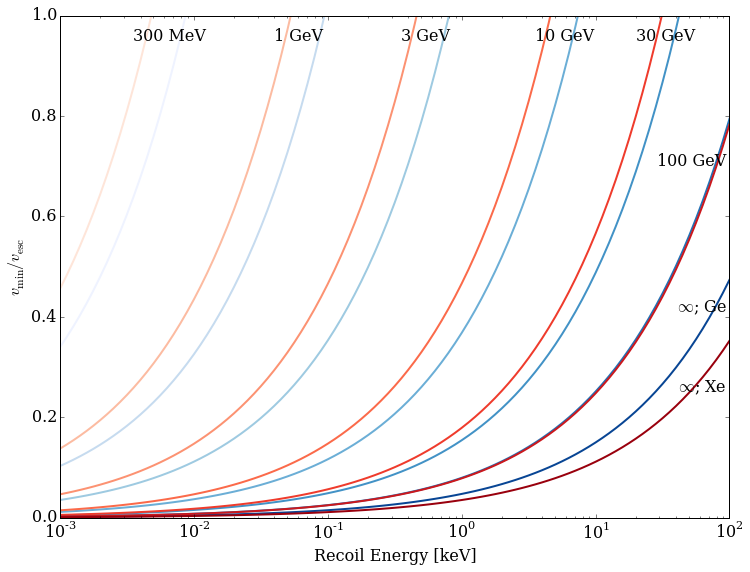 1.0
0.8
0.6
0.4
0.2
0.0
v_min/v_esc
300 MeV
1 GeV
3 GeV
10 GeV
30 GeV
100 GeV
∞; Ge
∞; Xe
10^-3
10^-2
10^-1
10^0
10^1
10^2
Recoil Energy [keV]